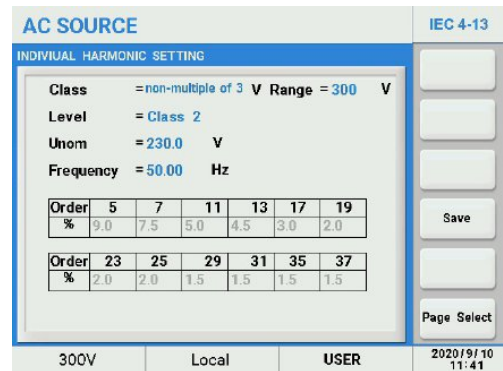 AC SOURCE
IEC 4-13
INDIVIUAL HARMONIC SETTING
Class =non-multiple of 3 V Range = 300 V
Level = Class 2
Unom = 230.0 V
Frequency = 50.00 Hz
Order 5 7 11 13 17 19
% 9.0 7.5 5.0 4.5 3.0 2.0
Order 23 25 29 31 35 37
% 2.0 2.0 1.5 1.5 1.5 1.5
Save
Page Select
300V Local USER 2020/9/10
11:41